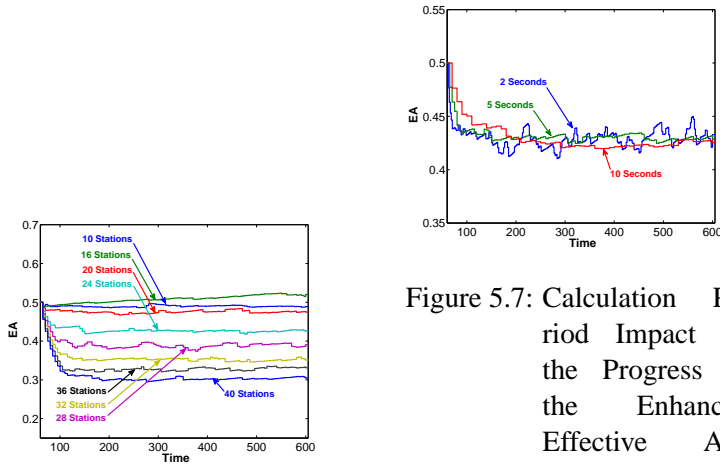 0.7
0.6
0.5
0.4
0.3
0.2
EA
10 Stations
16 Stations
20 Stations
24 Stations
36 Stations
32 Stations
28 Stations
40 Stations
100 200 300 400 500 600
Time
0.55
0.5
0.45
0.4
0.35
EA
2 Seconds
5 Seconds
10 Seconds
100 200 300 400 500 600
Time
Figure 5.7: Calculation
riod Impact
the Progress
the Enhanc
Effective A